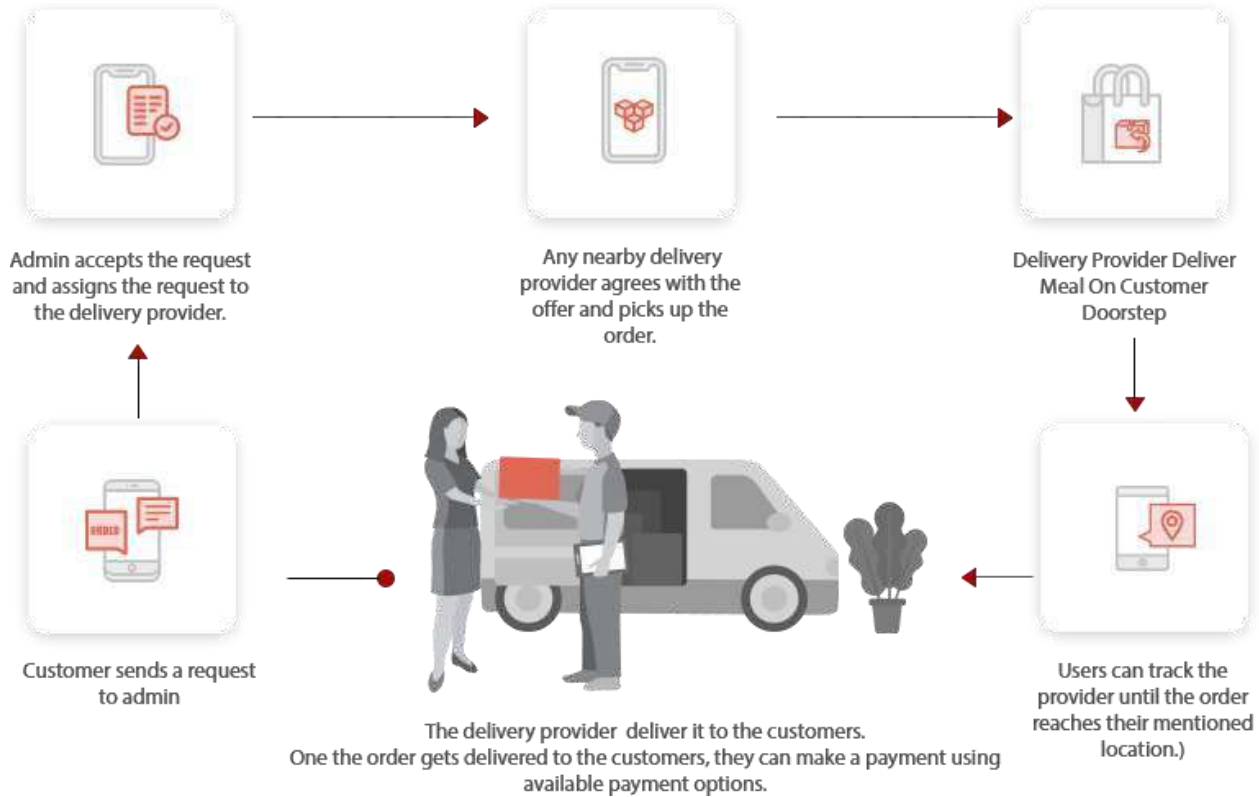 Admin accepts the request
and assigns the request to
the delivery provider.
Any nearby delivery
provider agrees with the
offer and picks up the
order.
Delivery Provider Deliver
Meal On Customer
Doorstep
ORDER
Customer sends a request
to admin
The delivery provider  deliver it to the customers.
One the order gets delivered to the customers, they can make a payment using
available payment options.
Users can track the
provider until the order
reaches their mentioned
location.)